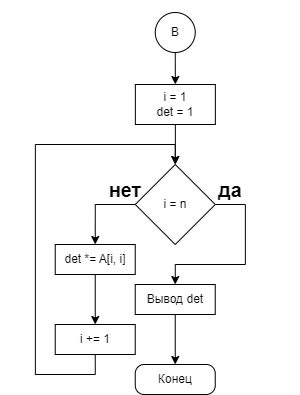 B
i = 1
det = 1
нет
да
i = n
det *= A[i, i]
Вывод det
i += 1
Конец